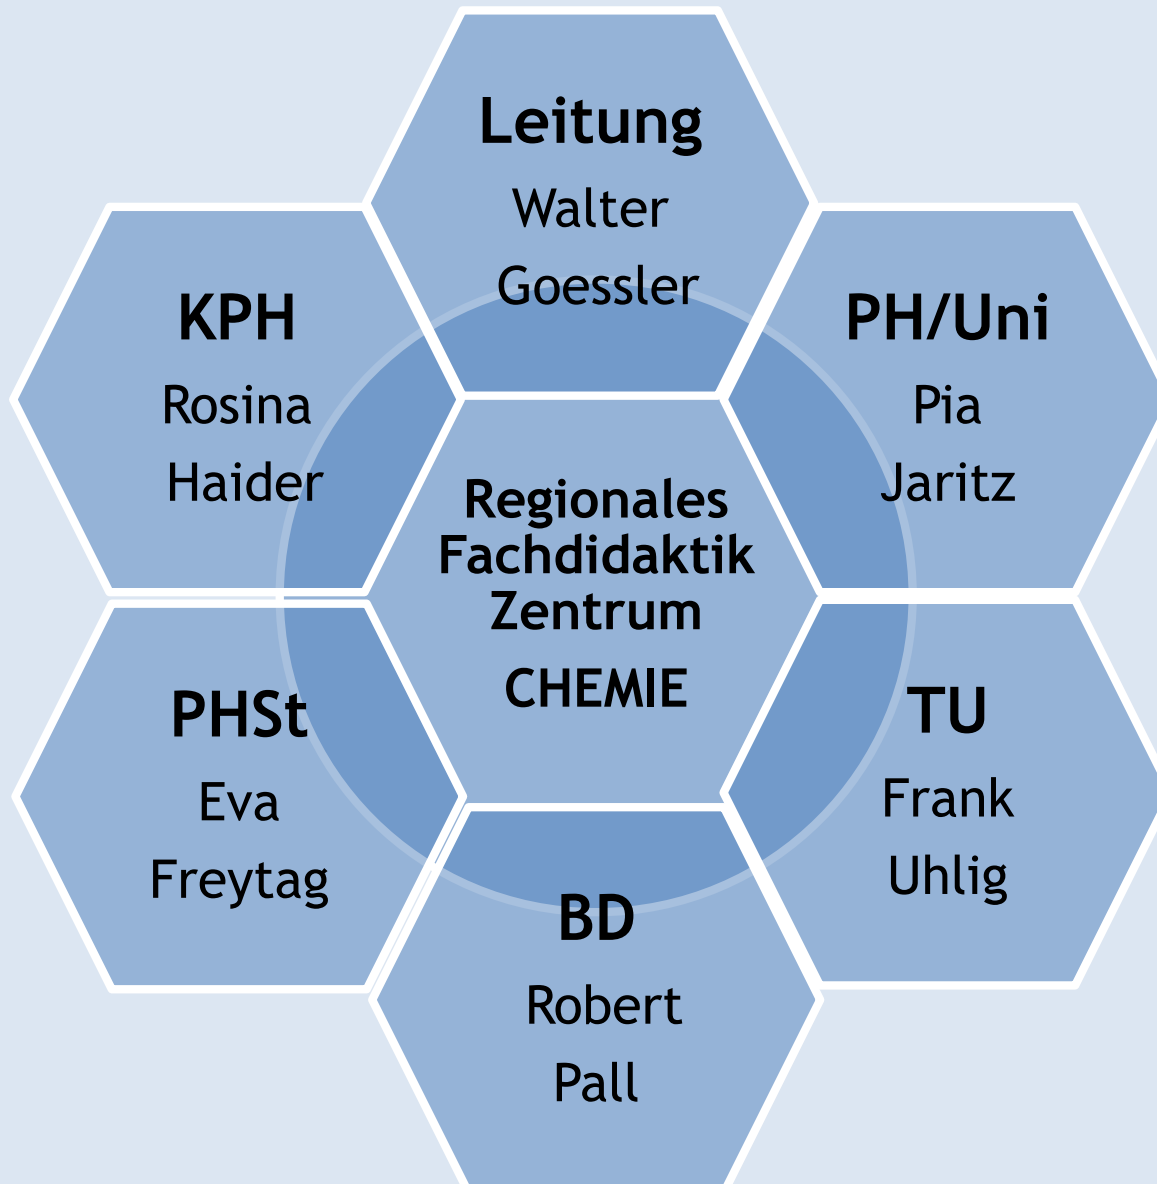 Leitung
Walter
Goessler
KPH
Rosina
Haider
PH/Uni
Pia
Jaritz
Regionales
Fachdidaktik
Zentrum
CHEMIE
PHSt
Eva
Freytag
TU
Frank
Uhlig
BD
Robert
Pall